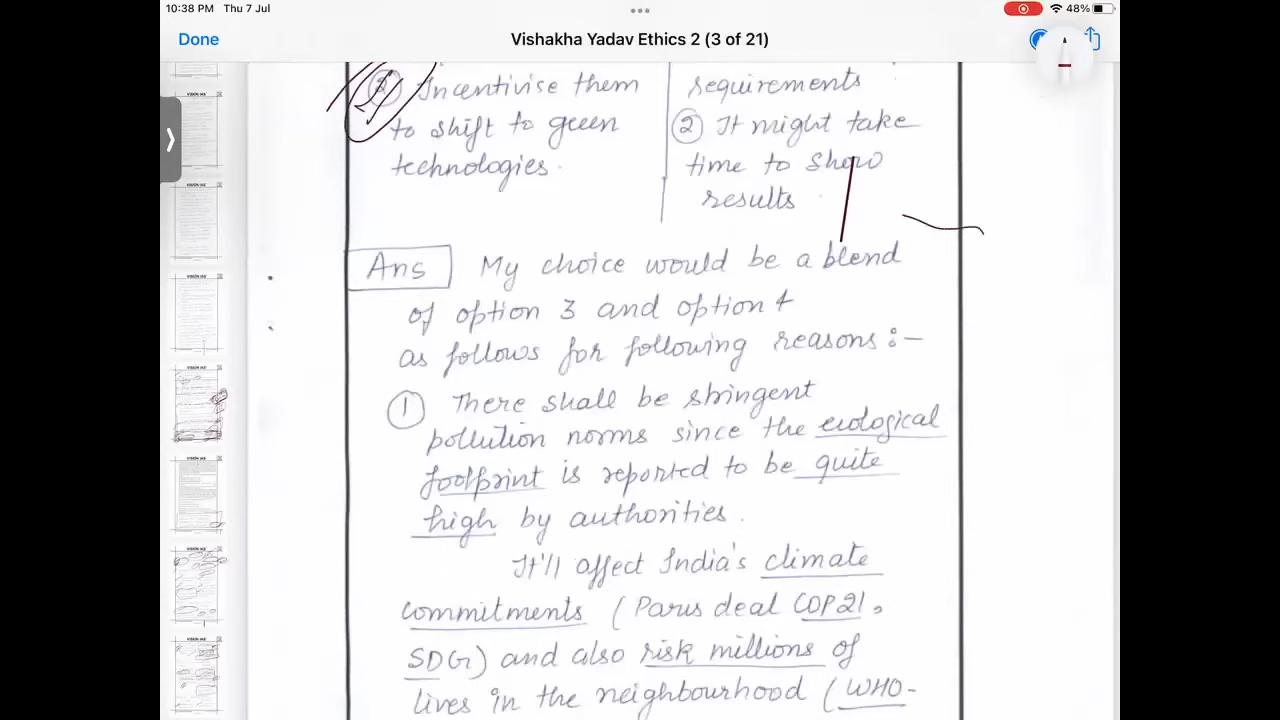 10:38 PM Thu 7 Jul
48%
Done
Vishakha Yadav Ethics 2 (3 of 21)
Incentivise them
to shift to green
technologies.
requirements
② It might take
time to show
results
Ans My choice would be a blend
of option 3 and option 4
as follows for following reasons :-
① There shall be stringent
pollution norms since the ecological
footprint is reported to be quite
high by authorities.
It'll affect India's climate
commitments (Paris deal COP21,
SDG) and also risk millions of
lives in the neighbourhood (WHO-